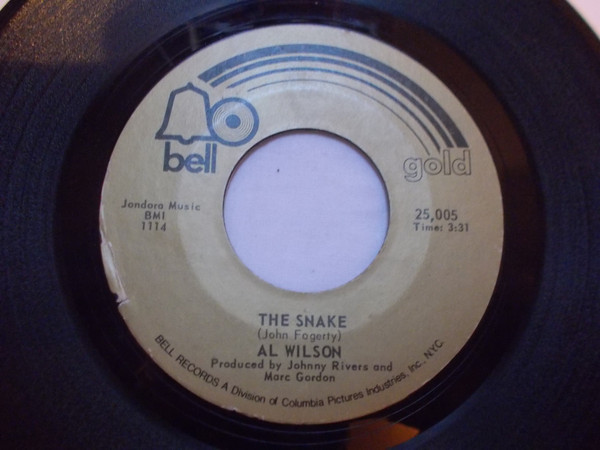 bell
gold
Jondora Music
BMI
1114
25,005
Time: 3:31
THE SNAKE
(John Fogerty)
AL WILSON
Produced by Johnny Rivers and
Marc Gordon
BELL RECORDS A Division of Columbia Pictures Industries, Inc., N.Y.C.